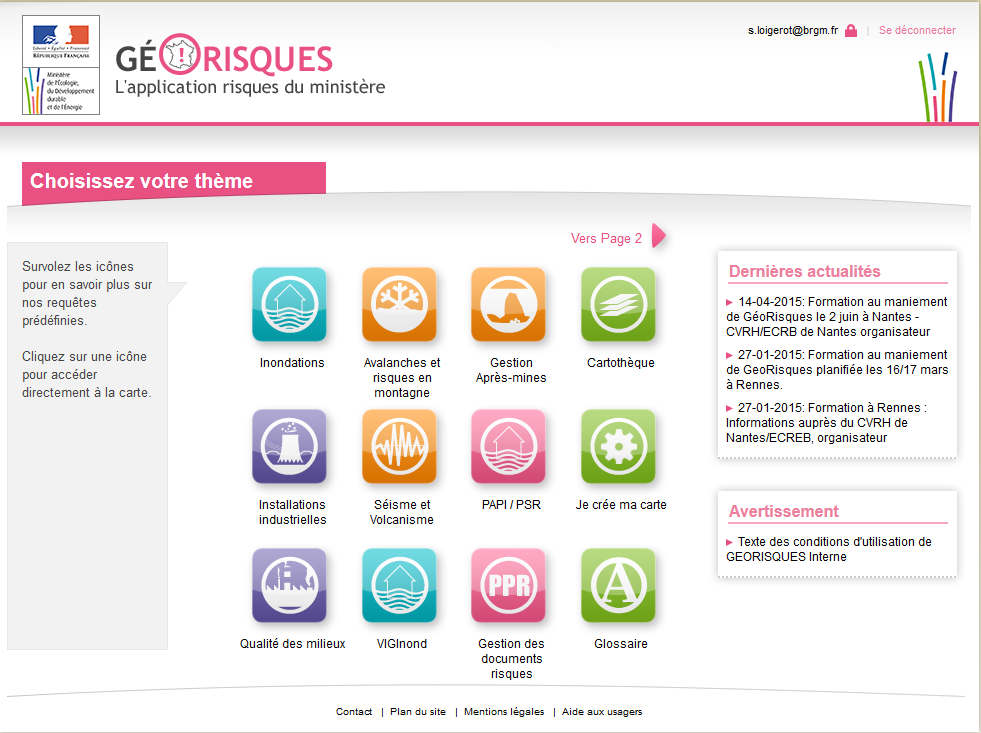 s.loigerot@brgm.fr | Se déconnecter
Liberté • Égalité • Fraternité
RÉPUBLIQUE FRANÇAISE
Ministère
de l'Écologie,
du Développement
durable
et de l'Énergie
GÉORISQUES
L'application risques du ministère
Choisissez votre thème
Survolez les icônes
pour en savoir plus sur
nos requêtes
prédéfinies.
Cliquez sur une icône
pour accéder
directement à la carte.
Vers Page 2
Inondations
Avalanches et
risques en
montagne
Gestion
Après-mines
Cartothèque
Installations
industrielles
Séisme et
Volcanisme
PAPI / PSR
Je crée ma carte
Qualité des milieux
VIGInond
PPR
Gestion des
documents
risques
A
Glossaire
Dernières actualités
14-04-2015: Formation au maniement
de GéoRisques le 2 juin à Nantes -
CVRH/ECRB de Nantes organisateur
27-01-2015: Formation au maniement
de GeoRisques planifiée les 16/17 mars
à Rennes.
27-01-2015: Formation à Rennes :
Informations auprès du CVRH de
Nantes/ECREB, organisateur
Avertissement
Texte des conditions d'utilisation de
GEORISQUES Interne
Contact | Plan du site | Mentions légales | Aide aux usagers